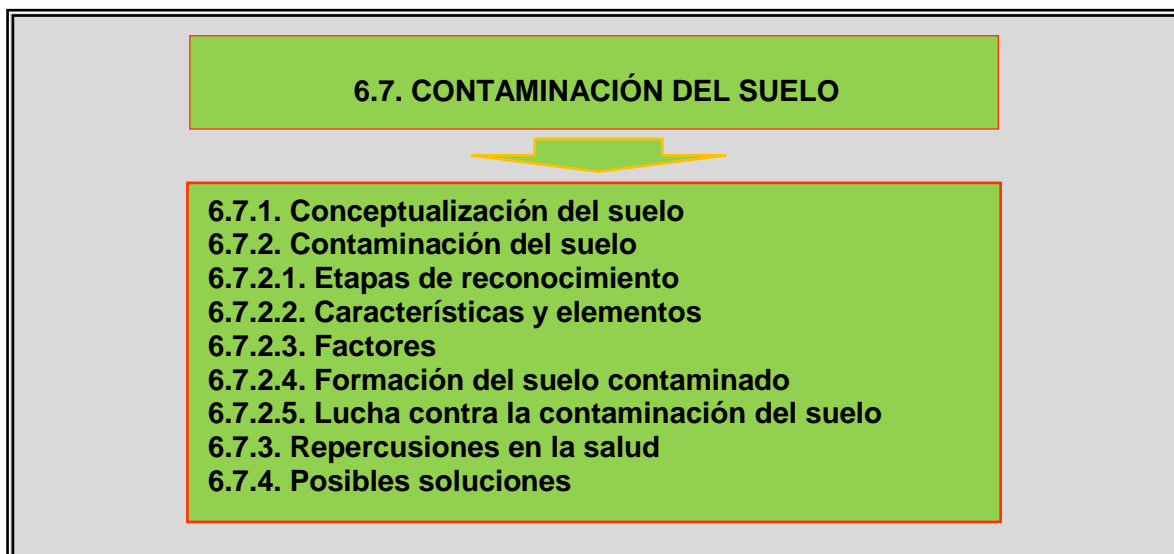 6.7. CONTAMINACIÓN DEL SUELO
6.7.1. Conceptualización del suelo
6.7.2. Contaminación del suelo
6.7.2.1. Etapas de reconocimiento
6.7.2.2. Características y elementos
6.7.2.3. Factores
6.7.2.4. Formación del suelo contaminado
6.7.2.5. Lucha contra la contaminación del suelo
6.7.3. Repercusiones en la salud
6.7.4. Posibles soluciones